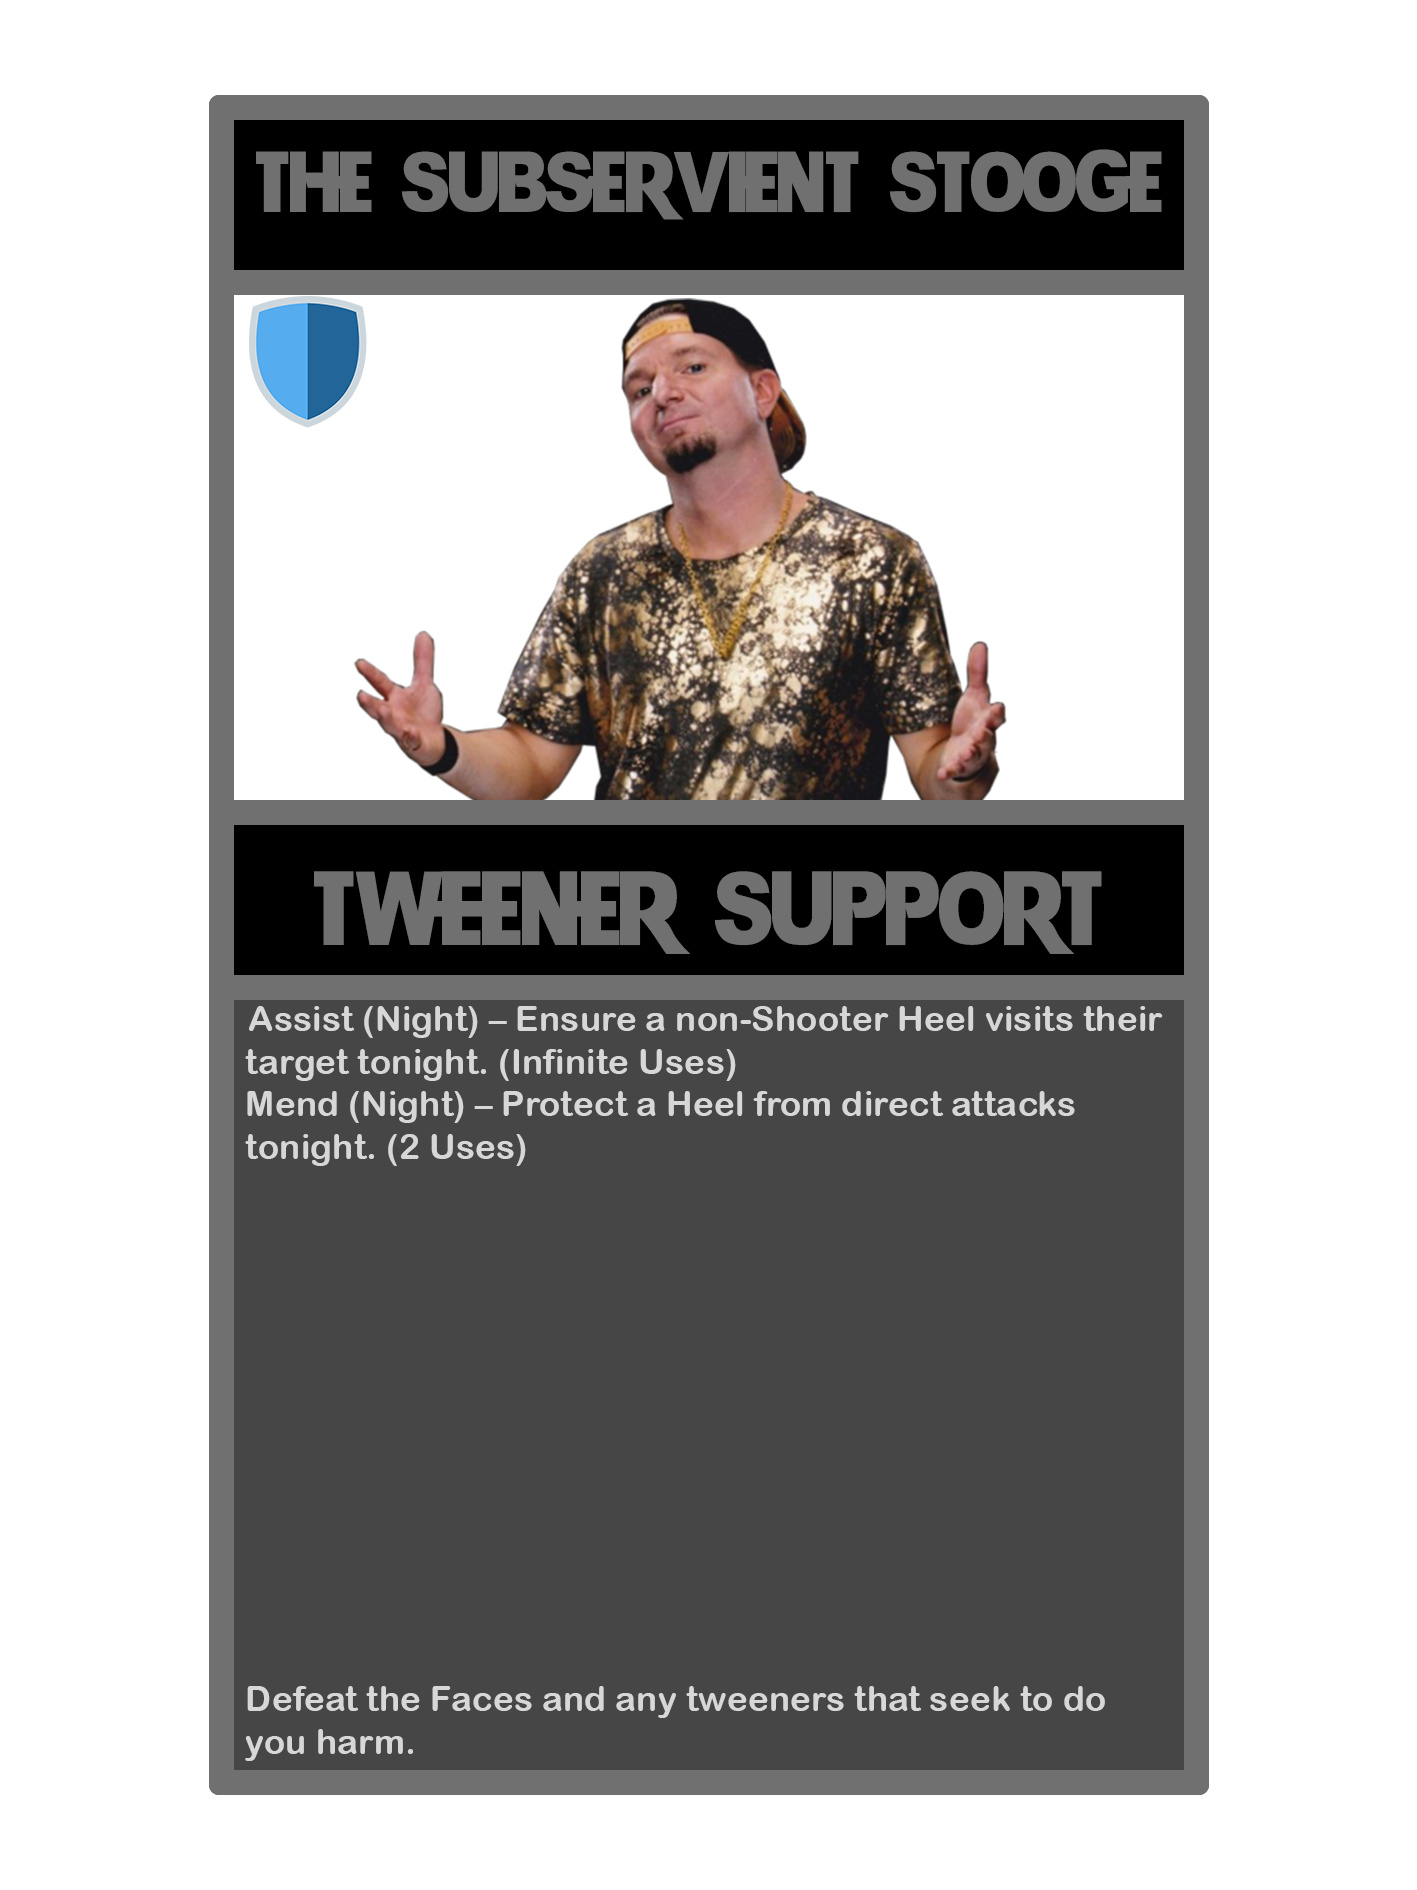 THE SUBSERVIENT STOOGE
TWEENER SUPPORT
Assist (Night) – Ensure a non-Shooter Heel visits their
target tonight. (Infinite Uses)
Mend (Night) – Protect a Heel from direct attacks
tonight. (2 Uses)
Defeat the Faces and any tweeners that seek to do
you harm.